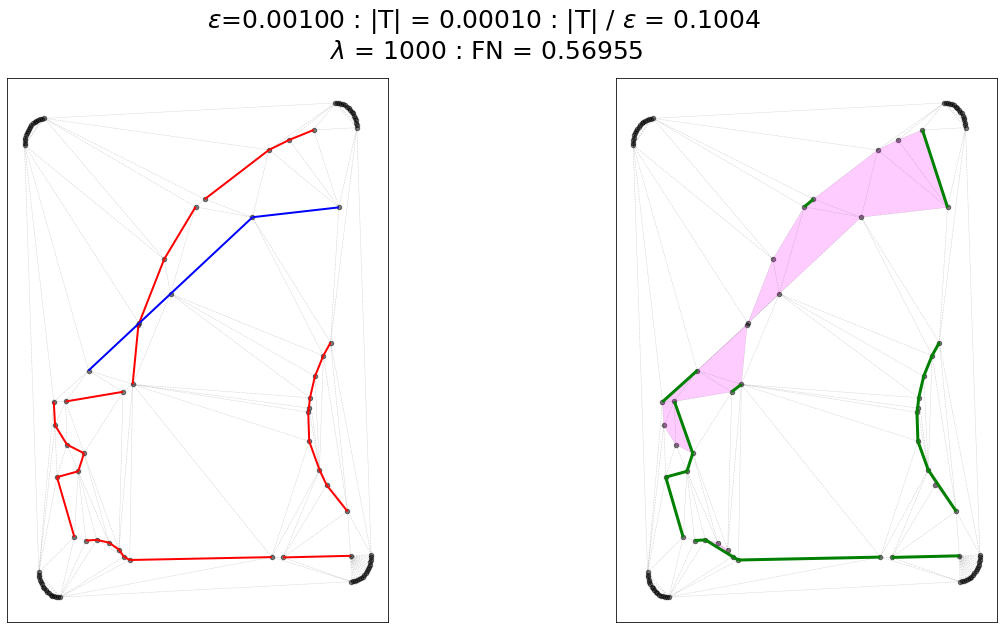 ε=0.00100 : |T| = 0.00010 : |T| / ε = 0.1004
λ = 1000 : FN = 0.56955